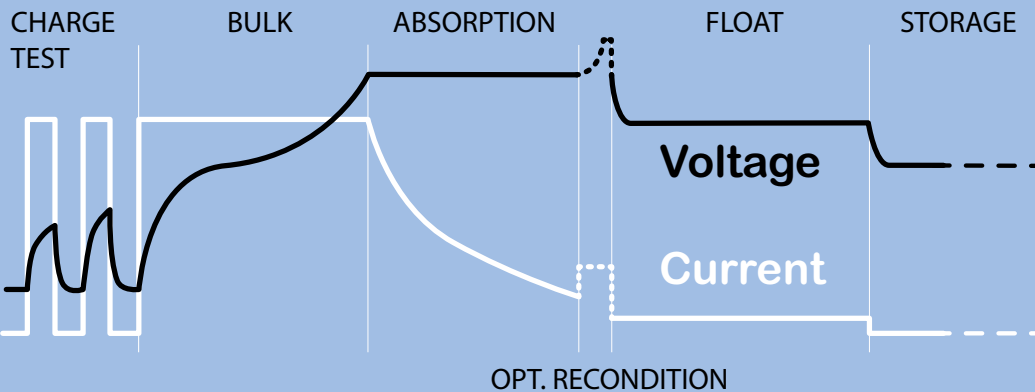 CHARGE
TEST
BULK
ABSORPTION
FLOAT
STORAGE
Voltage
Current
OPT. RECONDITION